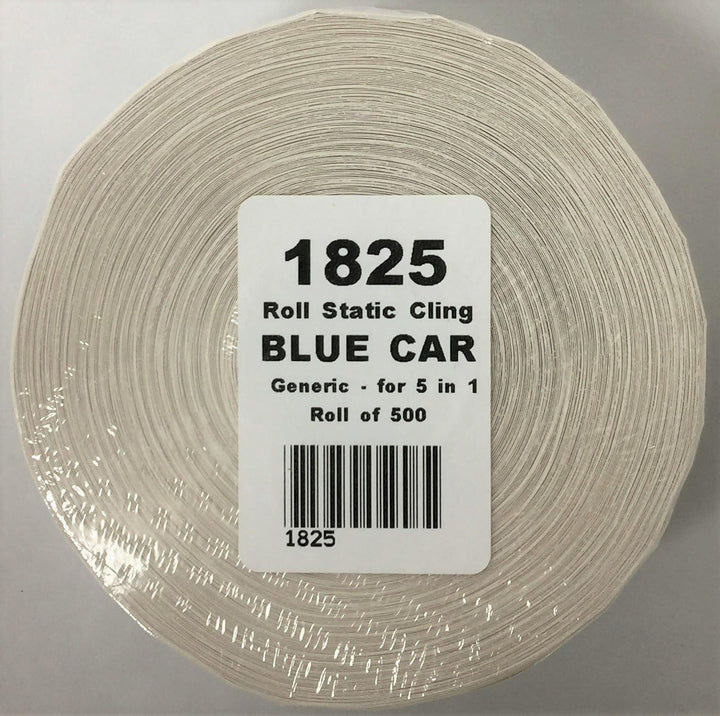 1825
Roll Static Cling
BLUE CAR
Generic - for 5 in 1
Roll of 500
1825